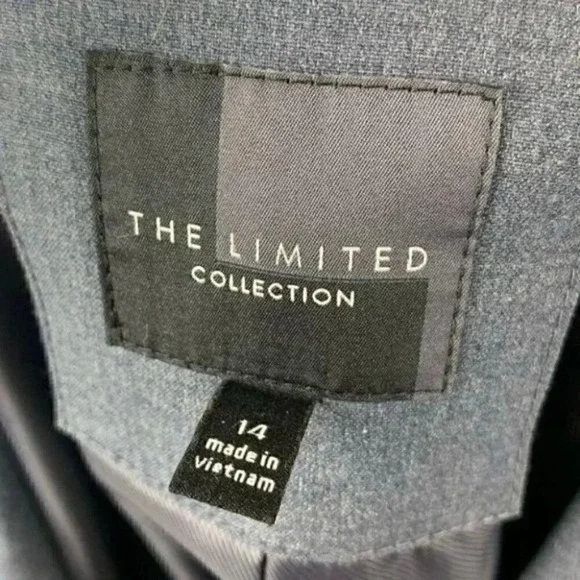 THE LIMITED
COLLECTION
14
made in
vietnam